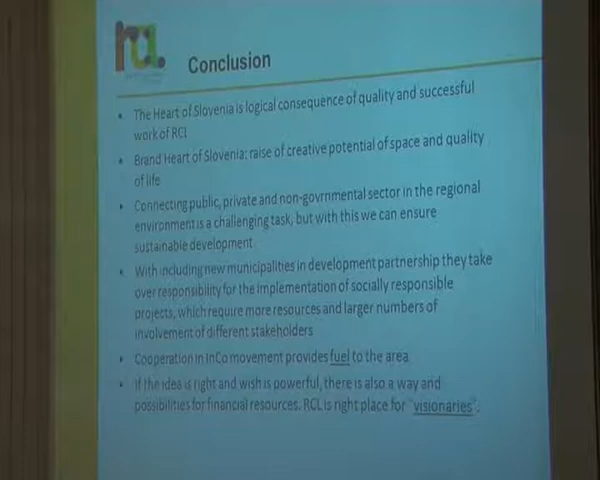 rcl.
Conclusion
• The Heart of Slovenia is logical consequence of quality and successful
work of RCL
• Brand Heart of Slovenia: raise of creative potential of space and quality
of life
• Connecting public, private and non-govrnmental sector in the regional
environment is a challenging task, but with this we can ensure
sustainable development
• With including new municipalities in development partnership they take
over responsibility for the implementation of socially responsible
projects, which require more resources and larger numbers of
involvement of different stakeholders
• Cooperation in InCo movement provides fuel to the area
• If the idea is right and wish is powerful, there is also a way and
possibilities for financial resources. RCL is right place for "visionaries".